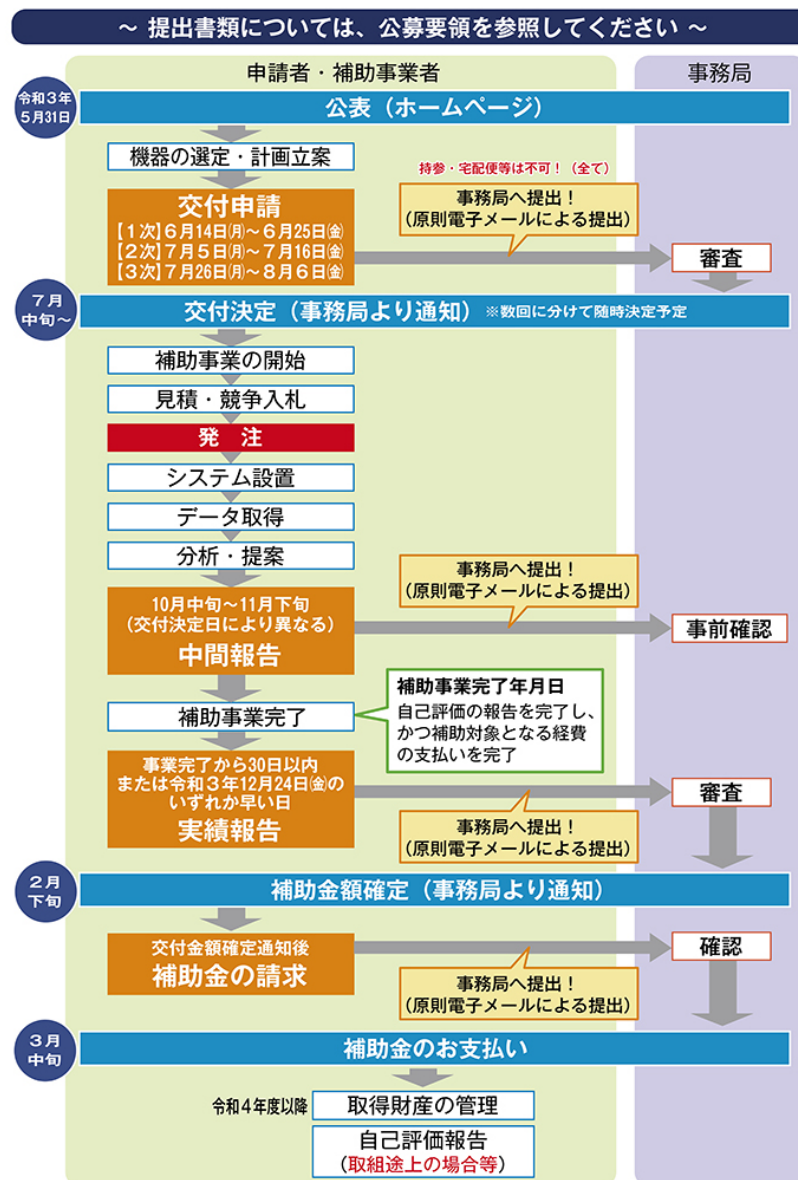 ～ 提出書類については、公募要領を参照してください ～
申請者・補助事業者
事務局
令和3年
5月31日
公表（ホームページ）
機器の選定・計画立案
持参・宅配便等は不可！（全て）
交付申請
【1次】6月14日㈪～6月25日㈮
【2次】7月5日㈪～7月16日㈮
【3次】7月26日㈪～8月6日㈮
事務局へ提出！
（原則電子メールによる提出）
審査
7月
中旬～
交付決定（事務局より通知）※数回に分けて随時決定予定
補助事業の開始
見積・競争入札
発 注
システム設置
データ取得
分析・提案
事務局へ提出！
（原則電子メールによる提出）
10月中旬～11月下旬
（交付決定日により異なる）
中間報告
事前確認
補助事業完了
補助事業完了年月日
自己評価の報告を完了し、
かつ補助対象となる経費
の支払いを完了
事業完了から30日以内
または令和3年12月24日㈮の
いずれか早い日
実績報告
審査
事務局へ提出！
（原則電子メールによる提出）
2月
下旬
補助金額確定（事務局より通知）
交付金額確定通知後
補助金の請求
確認
事務局へ提出！
（原則電子メールによる提出）
3月
中旬
補助金のお支払い
令和4年度以降
取得財産の管理
自己評価報告
（取組途上の場合等）